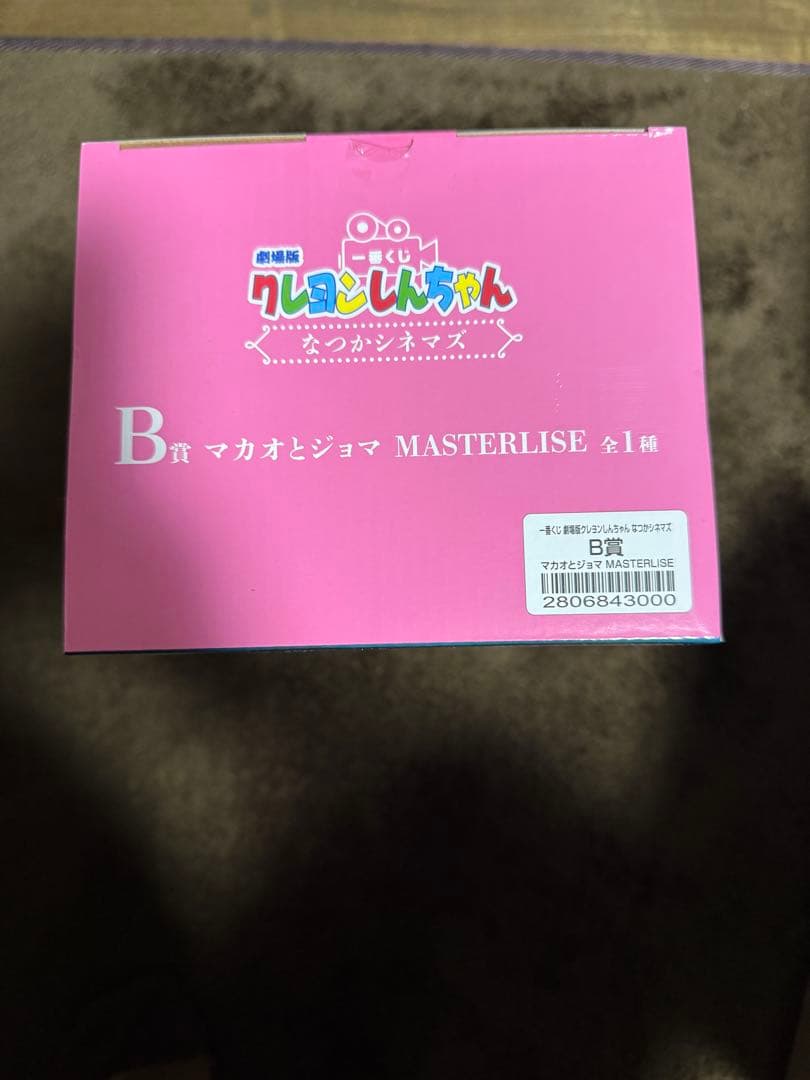 一番くじ
劇場版
クレヨンしんちゃん
なつかシネマズ
B賞 マカオとジョマ MASTERLISE 全1種
一番くじ 劇場版クレヨンしんちゃん なつかシネマズ
B賞
マカオとジョマ MASTERLISE
2806843000